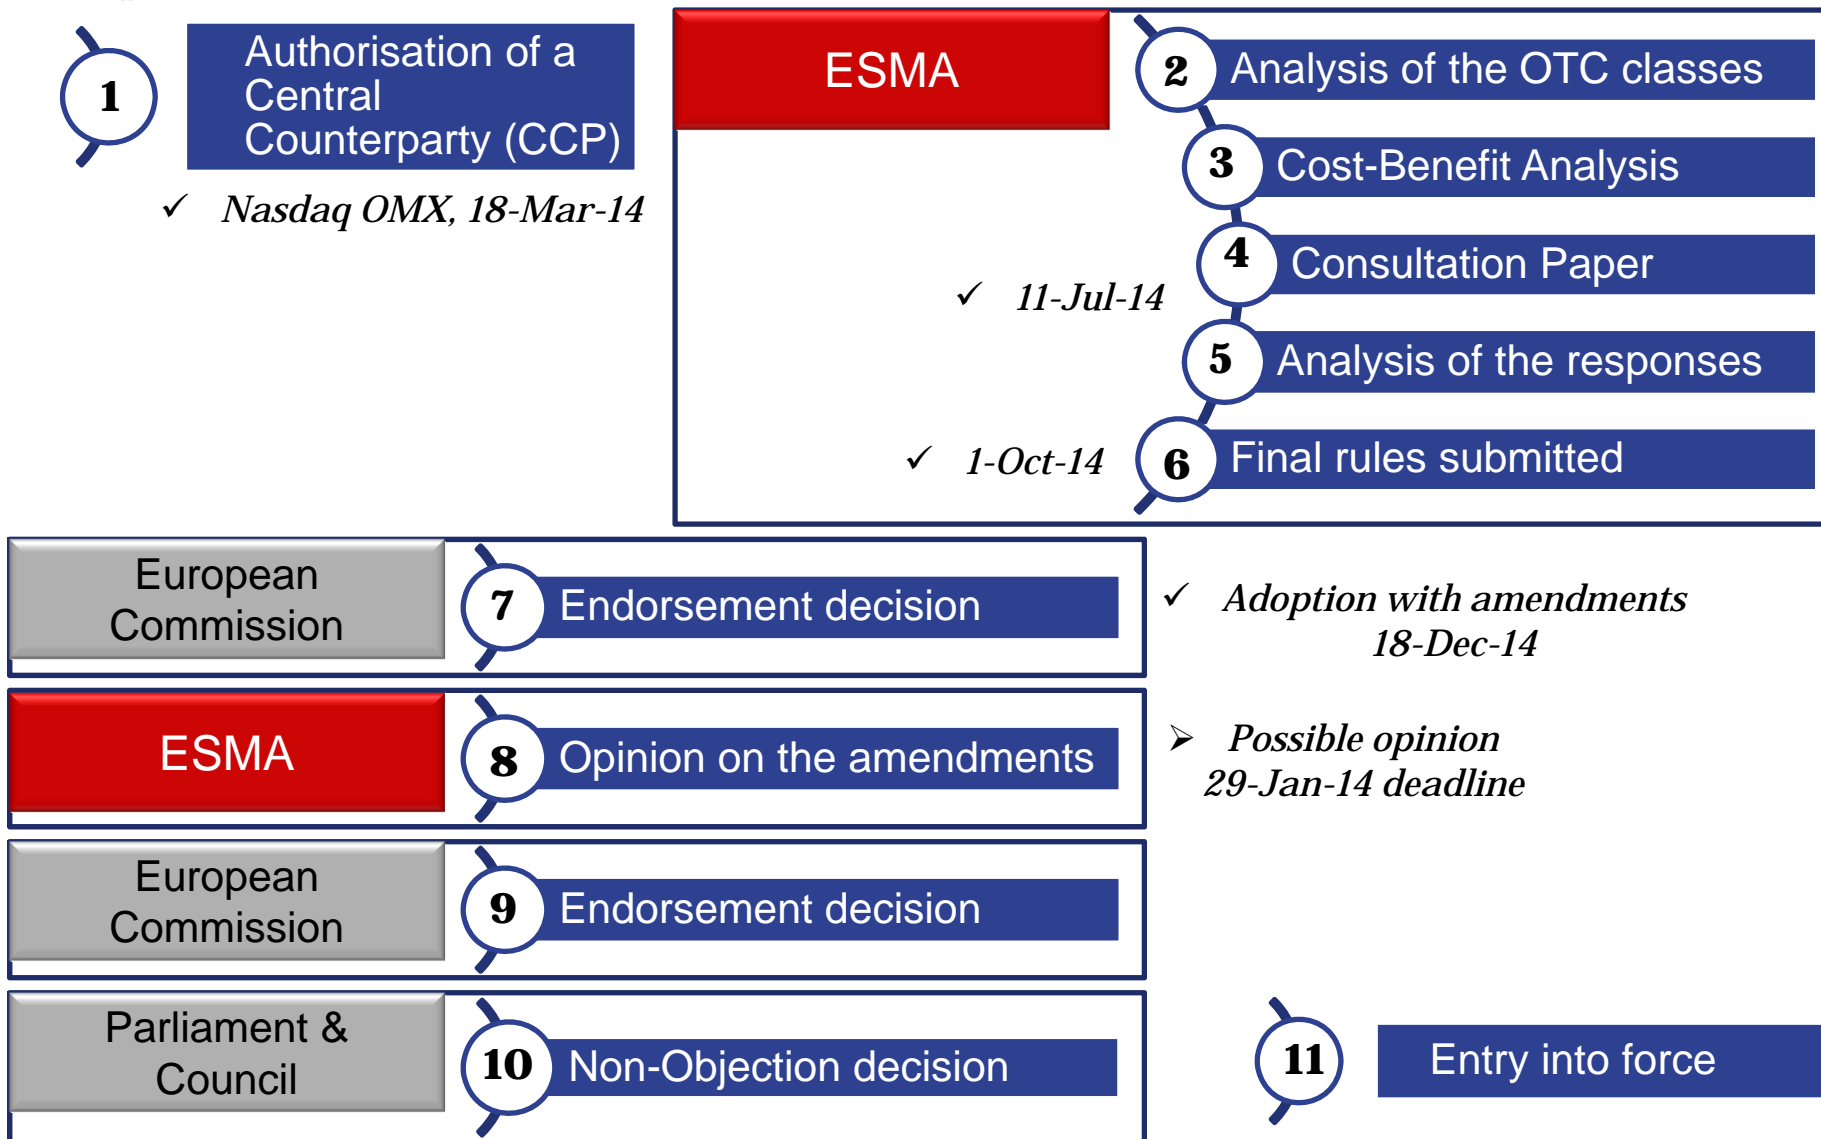 1
Authorisation of a
Central
Counterparty (CCP)
✓ Nasdaq OMX, 18-Mar-14
ESMA
2 Analysis of the OTC classes
3 Cost-Benefit Analysis
4 Consultation Paper
✓ 11-Jul-14
5 Analysis of the responses
✓ 1-Oct-14
6 Final rules submitted
European
Commission
7 Endorsement decision
✓ Adoption with amendments
18-Dec-14
ESMA
8 Opinion on the amendments
➢ Possible opinion
29-Jan-14 deadline
European
Commission
9 Endorsement decision
Parliament &
Council
10 Non-Objection decision
11 Entry into force